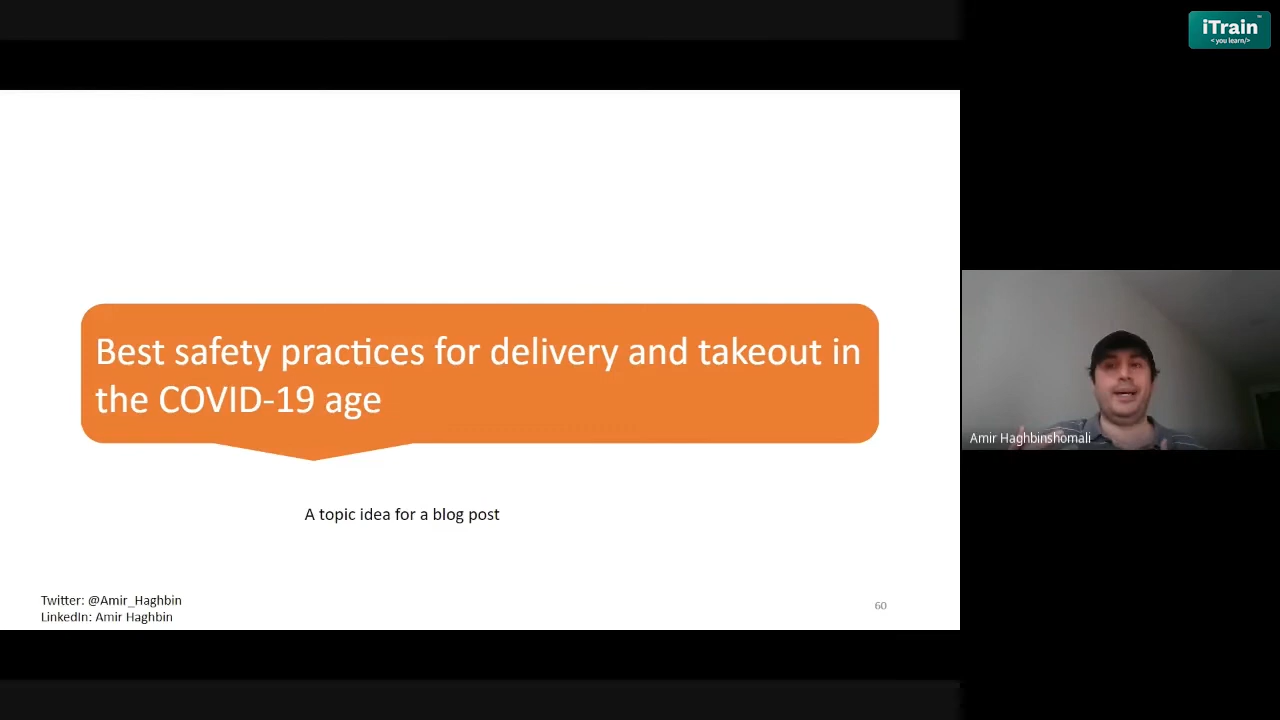 iTrain
< you learn/>
Best safety practices for delivery and takeout in
the COVID-19 age
A topic idea for a blog post
Amir Haghbinshomali
Twitter: @Amir_Haghbin
LinkedIn: Amir Haghbin
60